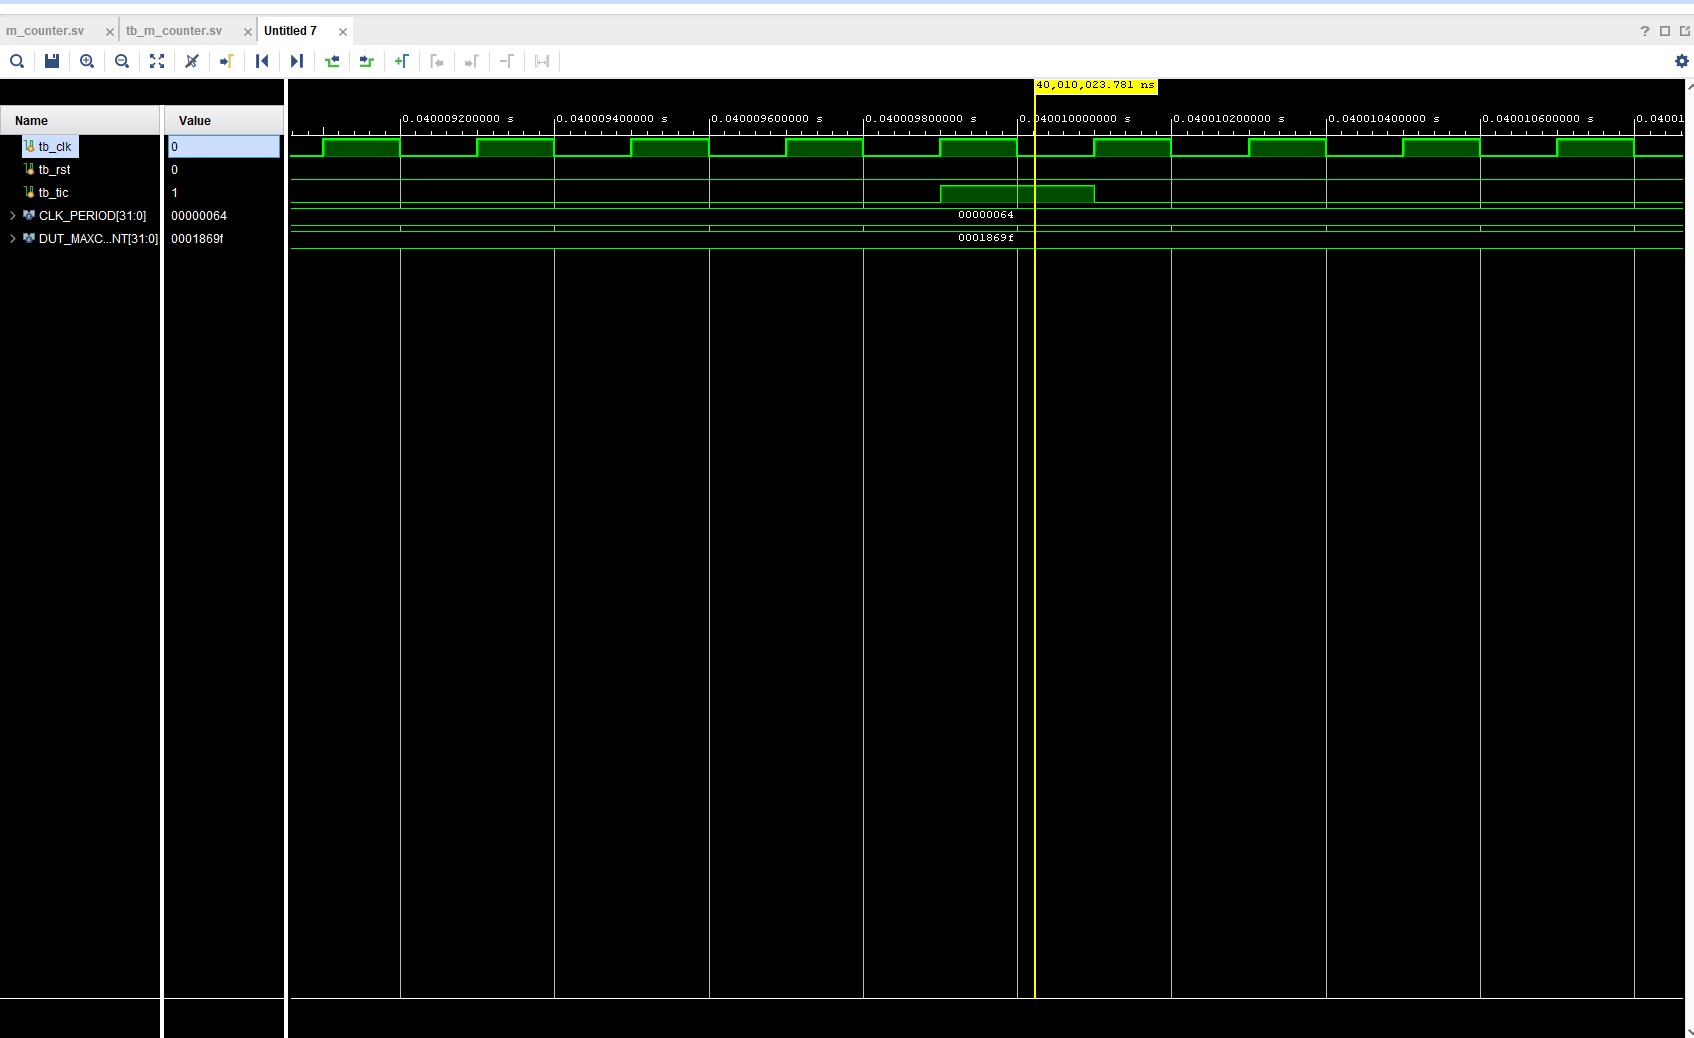 m_counter.sv × tb_m_counter.sv × Untitled 7 ×
?
40,010,023.781 ns
Name Value
0.040009200000 s 0.040009400000 s 0.040009600000 s 0.040009800000 s 0.040010000000 s 0.040010200000 s 0.040010400000 s 0.040010600000 s 0.04001
tb_clk 0
tb_rst 0
tb_tic 1
CLK_PERIOD[31:0] 00000064 00000064
DUT_MAXC...NT[31:0] 0001869f 0001869f